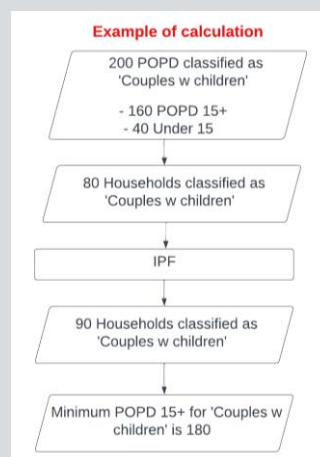 Example of calculation
200 POPD classified as
'Couples w children'
- 160 POPD 15+
- 40 Under 15
80 Households classified as
'Couples w children'
IPF
90 Households classified as
'Couples w children'
Minimum POPD 15+ for 'Couples w
children' is 180